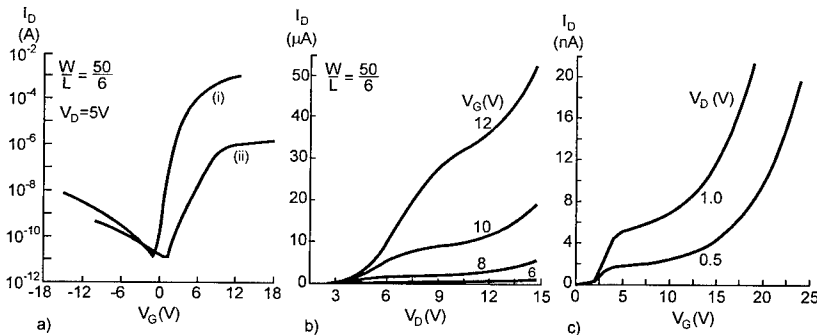 I_D
(A)
10^-2
10^-4
10^-6
10^-8
10^-10
10^-12
W/L = 50/6
V_D=5V
(i)
(ii)
-18 -12 -6 0 6 12 18
V_G(V)
a)
I_D
(μA)
50
40
30
20
10
0
W/L = 50/6
V_G(V)
12
10
8
6
3 6 9 12 15
V_D(V)
b)
I_D
(nA)
20
16
12
8
4
0
V_D (V)
1.0
0.5
0 5 10 15 20 25
V_G(V)
c)